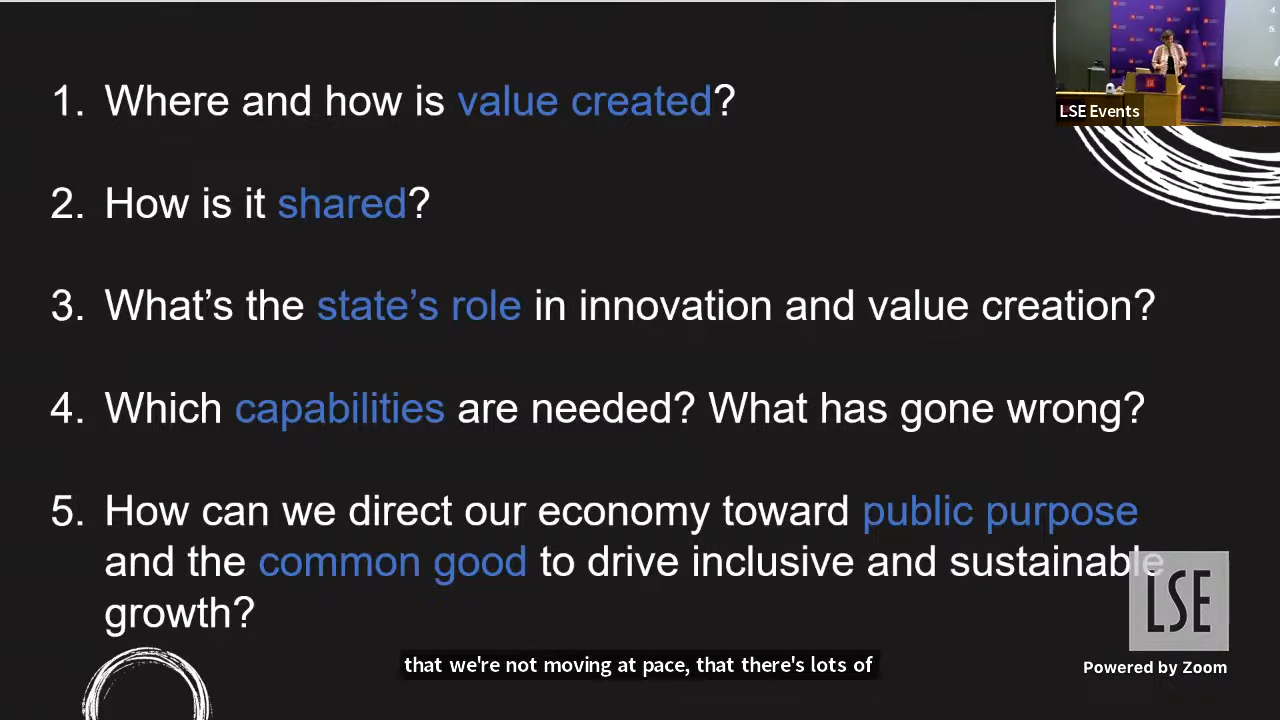 1. Where and how is value created?
2. How is it shared?
3. What’s the state’s role in innovation and value creation?
4. Which capabilities are needed? What has gone wrong?
5. How can we direct our economy toward public purpose
and the common good to drive inclusive and sustainable
growth?
LSE Events
4.
5.
LSE
that we're not moving at pace, that there's lots of
Powered by Zoom